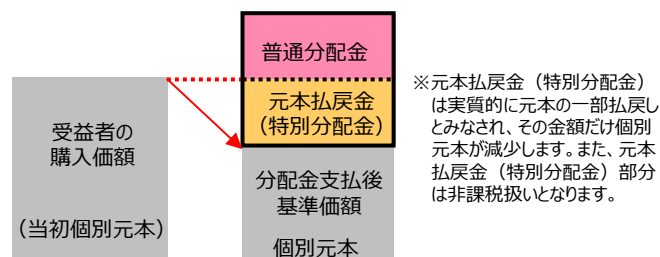 普通分配金
元本払戻金
(特別分配金)
受益者の
購入価額
(当初個別元本)
分配金支払後
基準価額
個別元本
※元本払戻金(特別分配金)
は実質的に元本の一部払戻し
とみなされ、その金額だけ個別
元本が減少します。また、元本
払戻金(特別分配金)部分
は非課税扱いとなります。